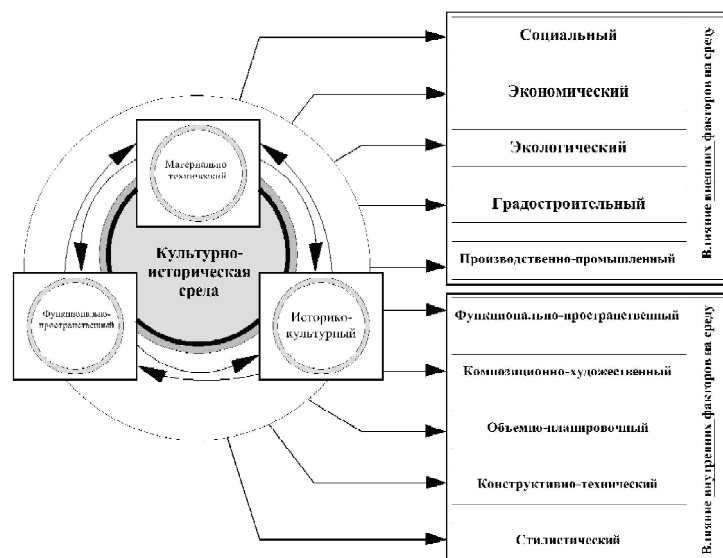 Материально-
технический
Культурно-
историческая
среда
Функционально-
пространственный
Историко-
культурный
Социальный
Экономический
Экологический
Градостроительный
Производственно-промышленный
Влияние внешних факторов на среду
Функционально-пространственный
Композиционно-художественный
Объемно-планировочный
Конструктивно-технический
Стилистический
Влияние внутренних факторов на среду